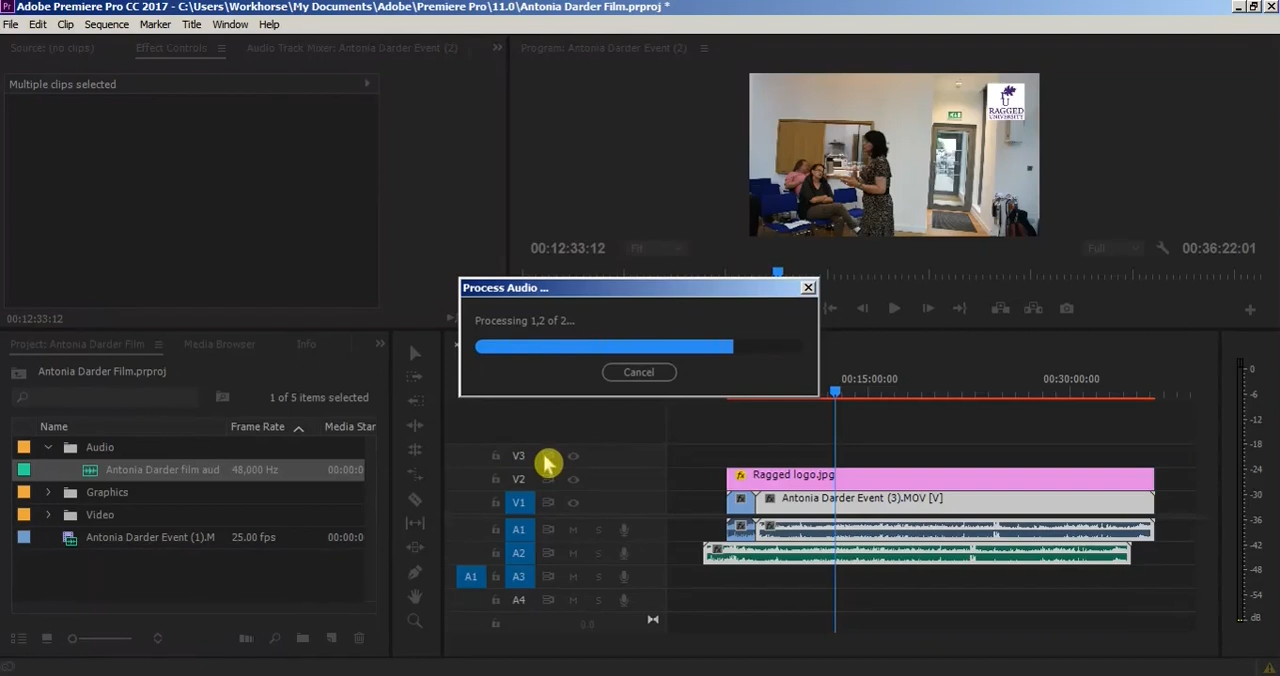 Pr Adobe Premiere Pro CC 2017 - C:\Users\Workhorse\My Documents\Adobe\Premiere Pro\11.0\Antonia Darder Film.prproj *
File Edit Clip Sequence Marker Title Window Help
Source: (no clips) Effect Controls Audio Track Mixer: Antonia Darder Event (2) Program: Antonia Darder Event (2)
Multiple clips selected
RAGGED
UNIVERSITY
00:12:33:12 Fit Full 00:36:22:01
Process Audio ...
Processing 1,2 of 2...
Cancel
00:12:33:12
Project: Antonia Darder Film Media Browser Info
Antonia Darder Film.prproj
1 of 5 items selected
00:15:00:00 00:30:00:00
Name Frame Rate Media Star
Audio
Antonia Darder film aud 48,000 Hz 00:00:0
Graphics
Video
Antonia Darder Event (1).M 25.00 fps 00:00:0
V3
V2 Ragged logo.jpg
V1 Antonia Darder Event (3).MOV [V]
A1 M S
A2 M S
A1 A3 M S
A4 M S
0.0
0
-6
-12
-18
-24
-30
-36
-42
-48
-54
dB